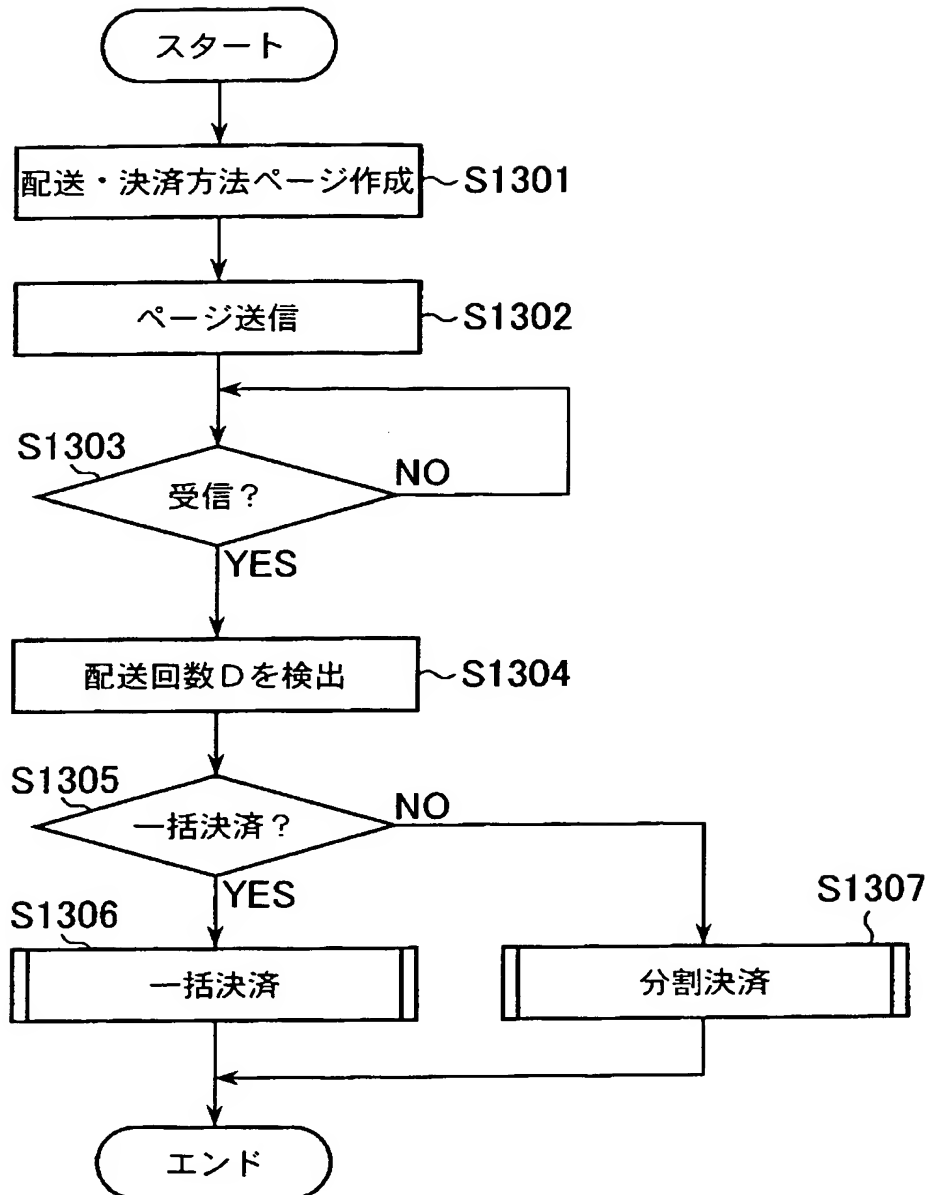 スタート
配送・決済方法ページ作成
S1301
ページ送信
S1302
S1303
受信？
NO
YES
配送回数Dを検出
S1304
S1305
一括決済？
NO
YES
S1306
一括決済
S1307
分割決済
エンド